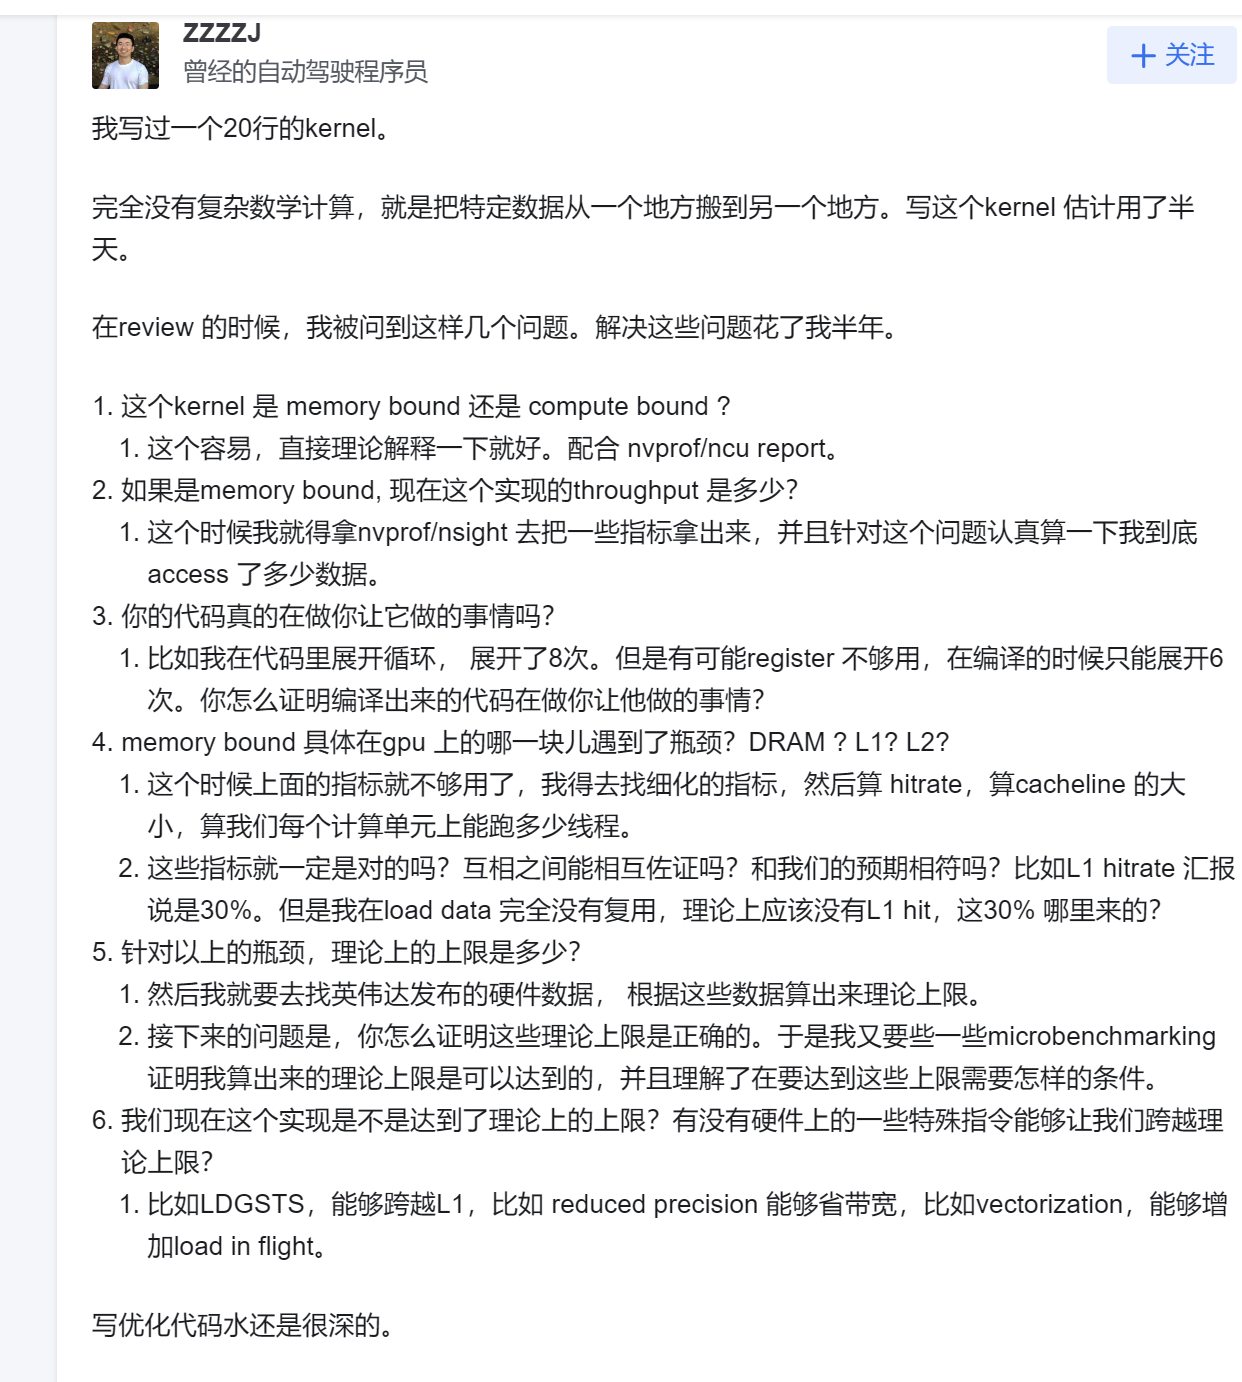 ZZZZJ
曾经的自动驾驶程序员
+ 关注
我写过一个20行的kernel。
完全没有复杂数学计算，就是把特定数据从一个地方搬到另一个地方。写这个kernel 估计用了半
天。
在review 的时候，我被问到这样几个问题。解决这些问题花了我半年。
1. 这个kernel 是 memory bound 还是 compute bound ?
1. 这个容易，直接理论解释一下就好。配合 nvprof/ncu report。
2. 如果是memory bound, 现在这个实现的throughput 是多少?
1. 这个时候我就得拿nvprof/nsight 去把一些指标拿出来，并且针对这个问题认真算一下我到底
access 了多少数据。
3. 你的代码真的在做你让它做的事情吗?
1. 比如我在代码里展开循环， 展开了8次。但是有可能register 不够用，在编译的时候只能展开6
次。你怎么证明编译出来的代码在做你让他做的事情?
4. memory bound 具体在gpu 上的哪一块儿遇到了瓶颈? DRAM ? L1? L2?
1. 这个时候上面的指标就不够用了，我得去找细化的指标，然后算 hitrate，算cacheline 的大
小，算我们每个计算单元上能跑多少线程。
2. 这些指标就一定是对的吗? 互相之间能相互佐证吗? 和我们的预期相符吗? 比如L1 hitrate 汇报
说是30%。但是我在load data 完全没有复用，理论上应该没有L1 hit，这30% 哪里来的?
5. 针对以上的瓶颈，理论上的上限是多少?
1. 然后我就要去找英伟达发布的硬件数据， 根据这些数据算出来理论上限。
2. 接下来的问题是，你怎么证明这些理论上限是正确的。于是我又要些一些microbenchmarking
证明我算出来的理论上限是可以达到的，并且理解了在要达到这些上限需要怎样的条件。
6. 我们现在这个实现是不是达到了理论上的上限? 有没有硬件上的一些特殊指令能够让我们跨越理
论上限?
1. 比如LDGSTS，能够跨越L1，比如 reduced precision 能够省带宽，比如vectorization，能够增
加load in flight。
写优化代码水还是很深的。